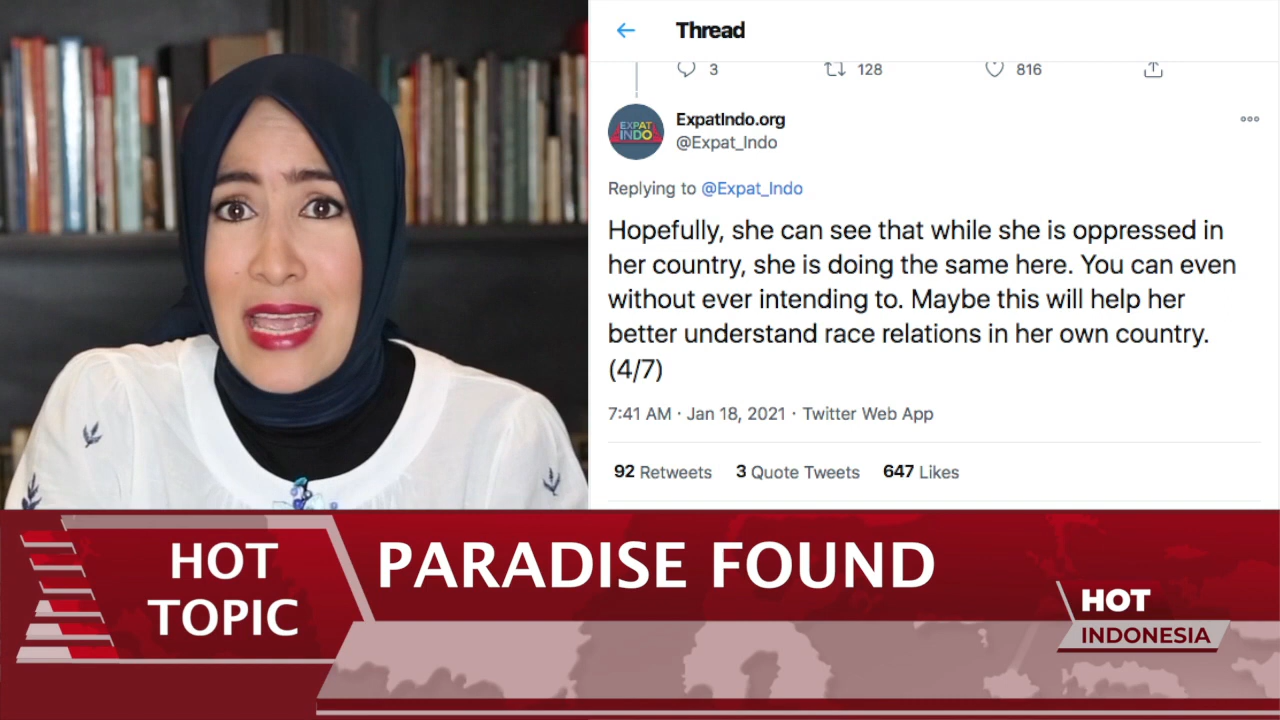 Thread
3 128 816
EXPAT
INDO
ExpatIndo.org
@Expat_Indo
Replying to @Expat_Indo
Hopefully, she can see that while she is oppressed in
her country, she is doing the same here. You can even
without ever intending to. Maybe this will help her
better understand race relations in her own country.
(4/7)
7:41 AM · Jan 18, 2021 · Twitter Web App
92 Retweets 3 Quote Tweets 647 Likes
HOT
TOPIC
PARADISE FOUND
HOT
INDONESIA